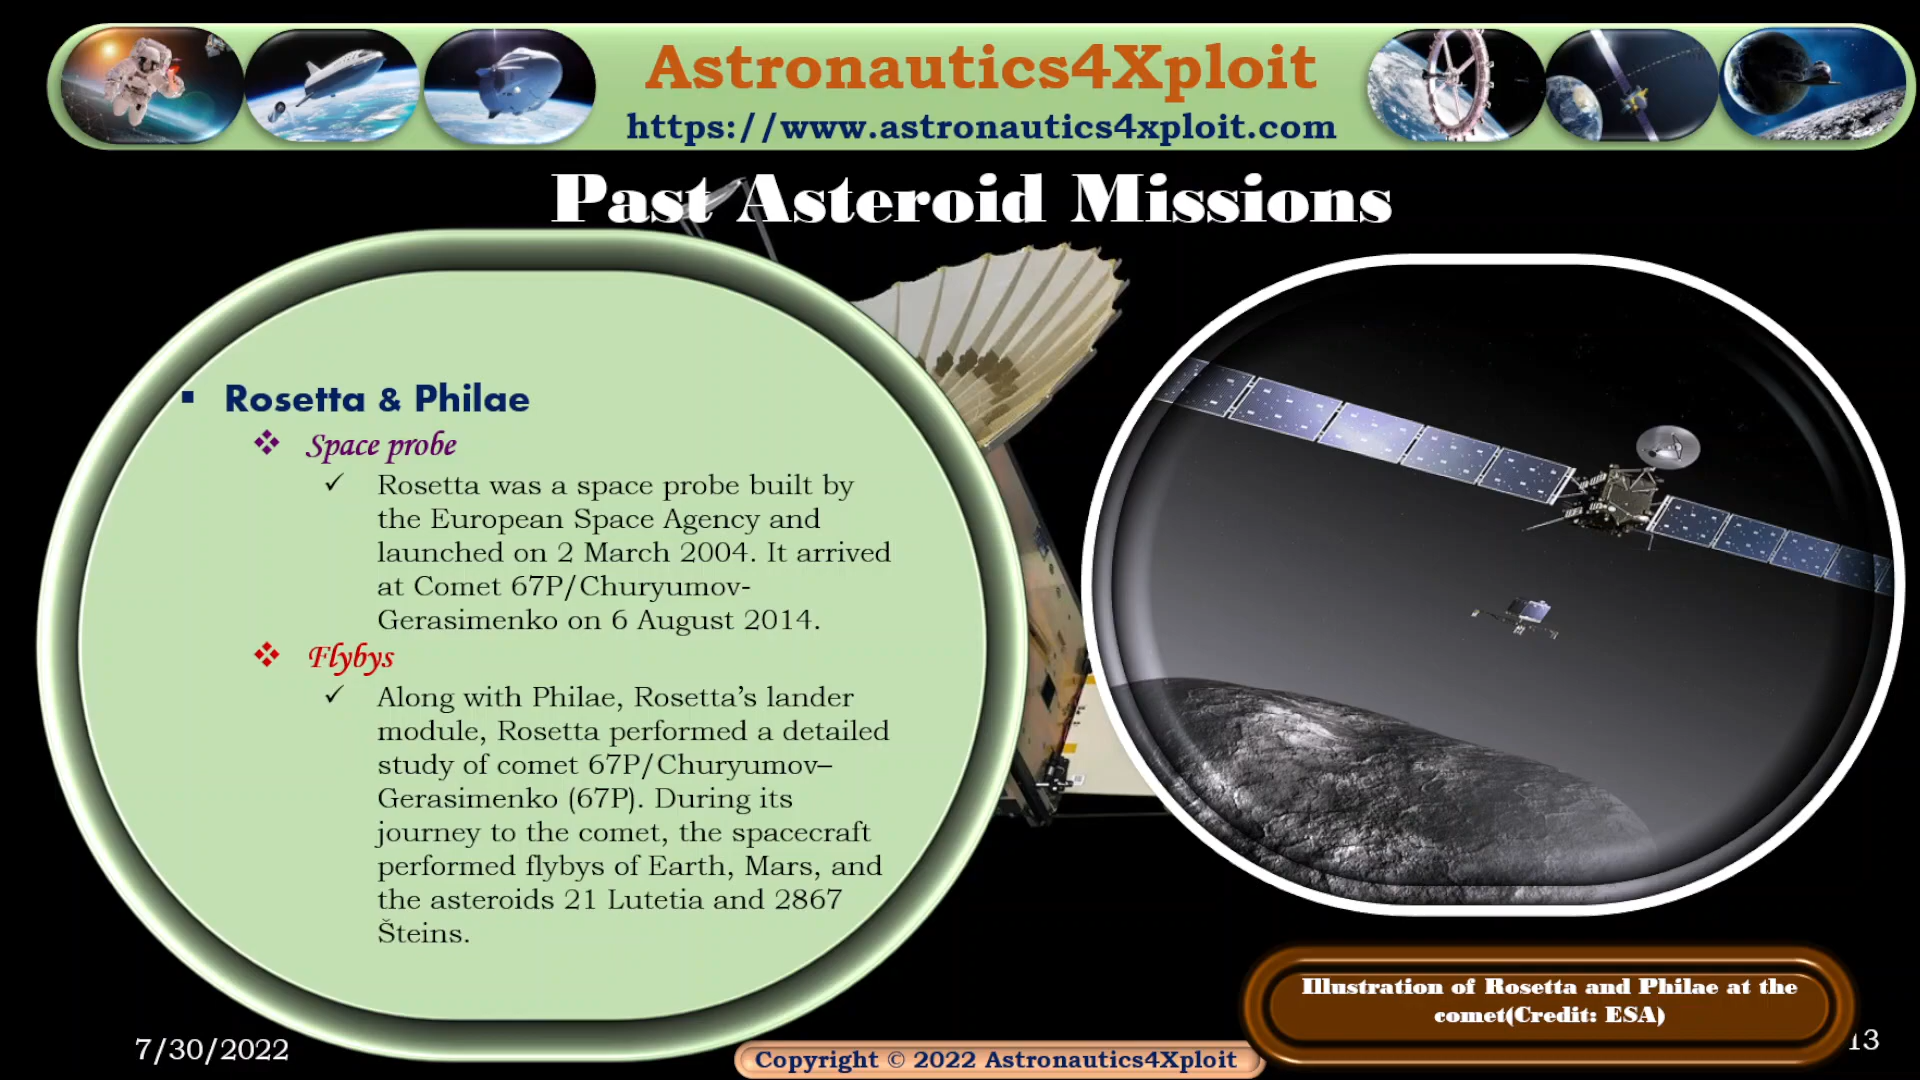 Astronautics4Xploit
https://www.astronautics4xploit.com
Past Asteroid Missions
Rosetta & Philae
Space probe
Rosetta was a space probe built by
the European Space Agency and
launched on 2 March 2004. It arrived
at Comet 67P/Churyumov-
Gerasimenko on 6 August 2014.
Flybys
Along with Philae, Rosetta’s lander
module, Rosetta performed a detailed
study of comet 67P/Churyumov–
Gerasimenko (67P). During its
journey to the comet, the spacecraft
performed flybys of Earth, Mars, and
the asteroids 21 Lutetia and 2867
Šteins.
Illustration of Rosetta and Philae at the
comet(Credit: ESA)
7/30/2022
Copyright © 2022 Astronautics4Xploit
13